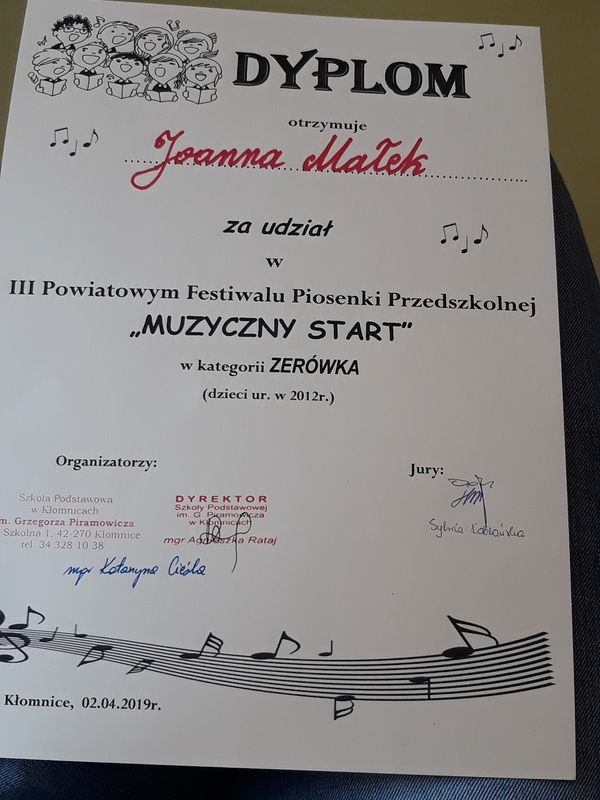 DYPLOM
otrzymuje
Joanna Małek
za udział
w
III Powiatowym Festiwalu Piosenki Przedszkolnej
„MUZYCZNY START”
w kategorii ZERÓWKA
(dzieci ur. w 2012r.)
Organizatorzy:
Jury:
Szkoła Podstawowa
w Kłomnicach
m. Grzegorza Piramowicza
Szkolna 1, 42-270 Kłomnice
tel. 34 328 10 38
DYREKTOR
Szkoły Podstawowej
im. G. Piramowicza
w Kłomnicach
mgr Agnieszka Rataj
mgr Katarzyna Cieśla
Sylwia
Kłomnice, 02.04.2019r.